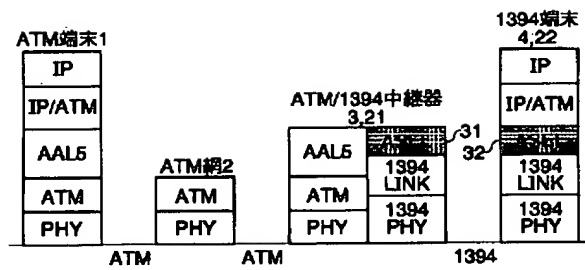 ATM端末1
IP
IP/ATM
AAL5
ATM
PHY
ATM網2
ATM
PHY
ATM/1394中継器
3,21
AAL5
ATM
PHY
31
1394
LINK
1394
PHY
1394端末
4,22
IP
IP/ATM
32
1394
LINK
1394
PHY
ATM
ATM
1394